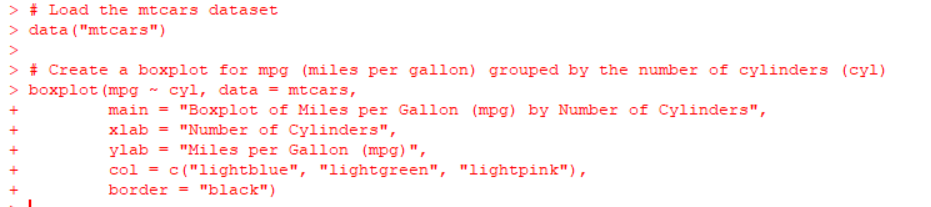 > # Load the mtcars dataset
> data("mtcars")
>
> # Create a boxplot for mpg (miles per gallon) grouped by the number of cylinders (cyl)
> boxplot(mpg ~ cyl, data = mtcars,
+         main = "Boxplot of Miles per Gallon (mpg) by Number of Cylinders",
+         xlab = "Number of Cylinders",
+         ylab = "Miles per Gallon (mpg)",
+         col = c("lightblue", "lightgreen", "lightpink"),
+         border = "black")
>